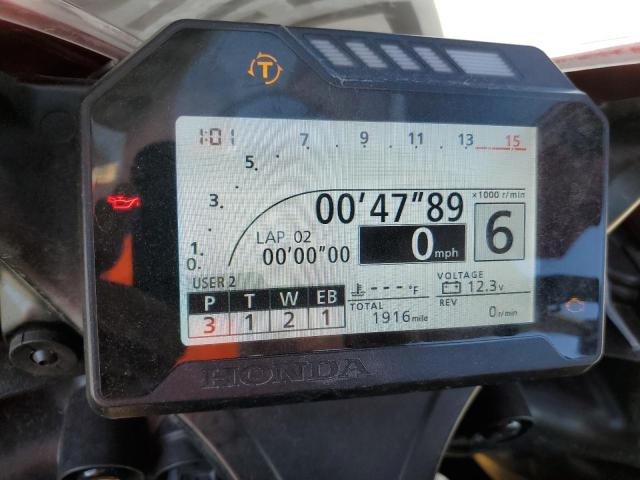 T
1:01 7 9 11 13 15
5.
×1000 r/min
3.
00'47"89
6
LAP 02
00'00"00
0 mph
1.
0.
USER 2
P T W EB
3 1 2 1
---°F
VOLTAGE
12.3v
TOTAL
1916 mile
REV
0 r/min
HONDA